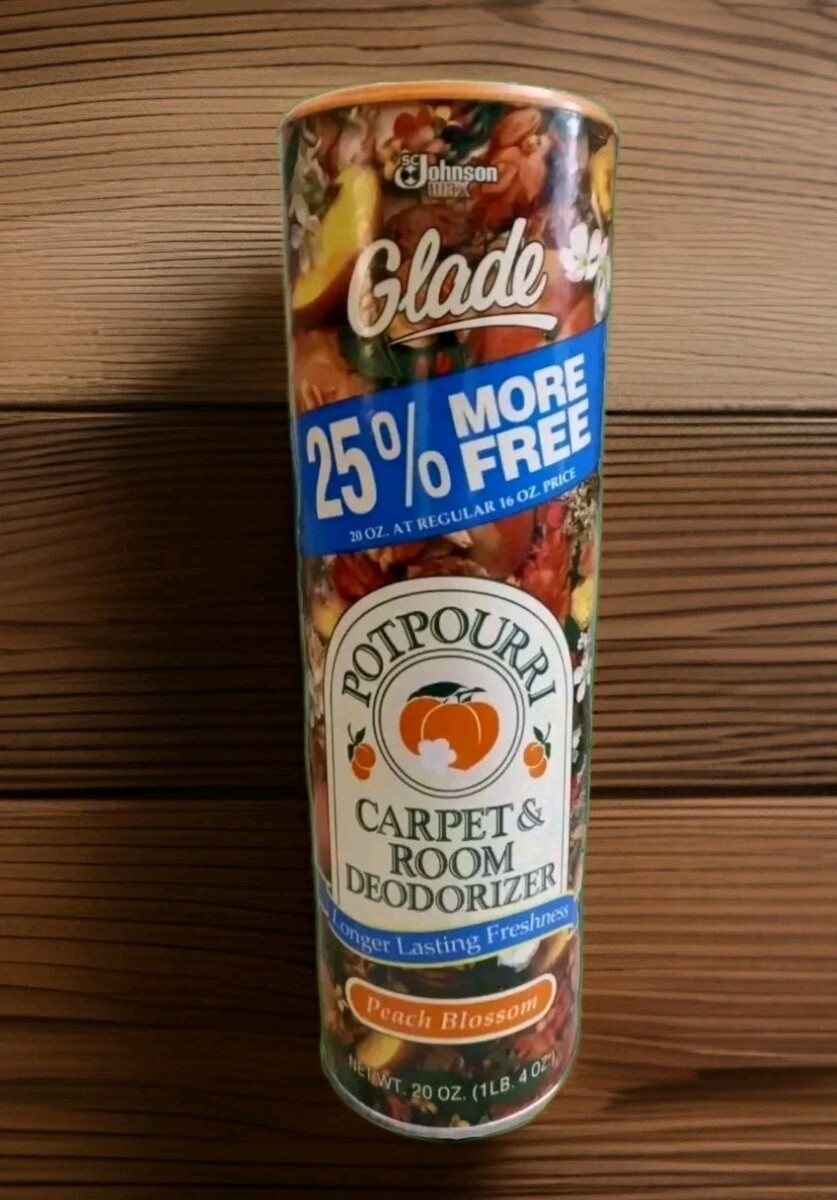 SC Johnson
WAX
Glade
25% MORE FREE
20 OZ. AT REGULAR 16 OZ. PRICE
POTPOURRI
CARPET &
ROOM
DEODORIZER
Longer Lasting Freshness
Peach Blossom
NET WT. 20 OZ. (1LB. 4 OZ.)